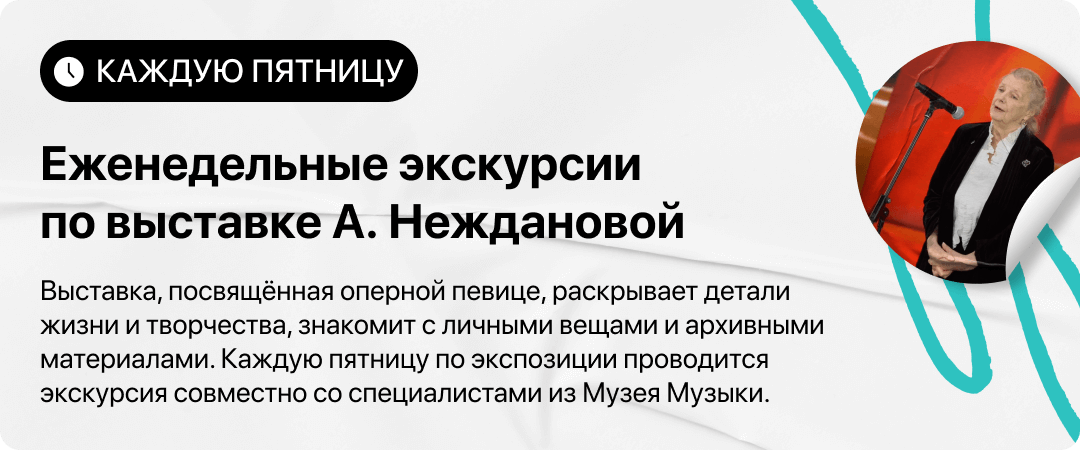 КАЖДУЮ ПЯТНИЦУ
Еженедельные экскурсии
по выставке А. Неждановой
Выставка, посвящённая оперной певице, раскрывает детали
жизни и творчества, знакомит с личными вещами и архивными
материалами. Каждую пятницу по экспозиции проводится
экскурсия совместно со специалистами из Музея Музыки.